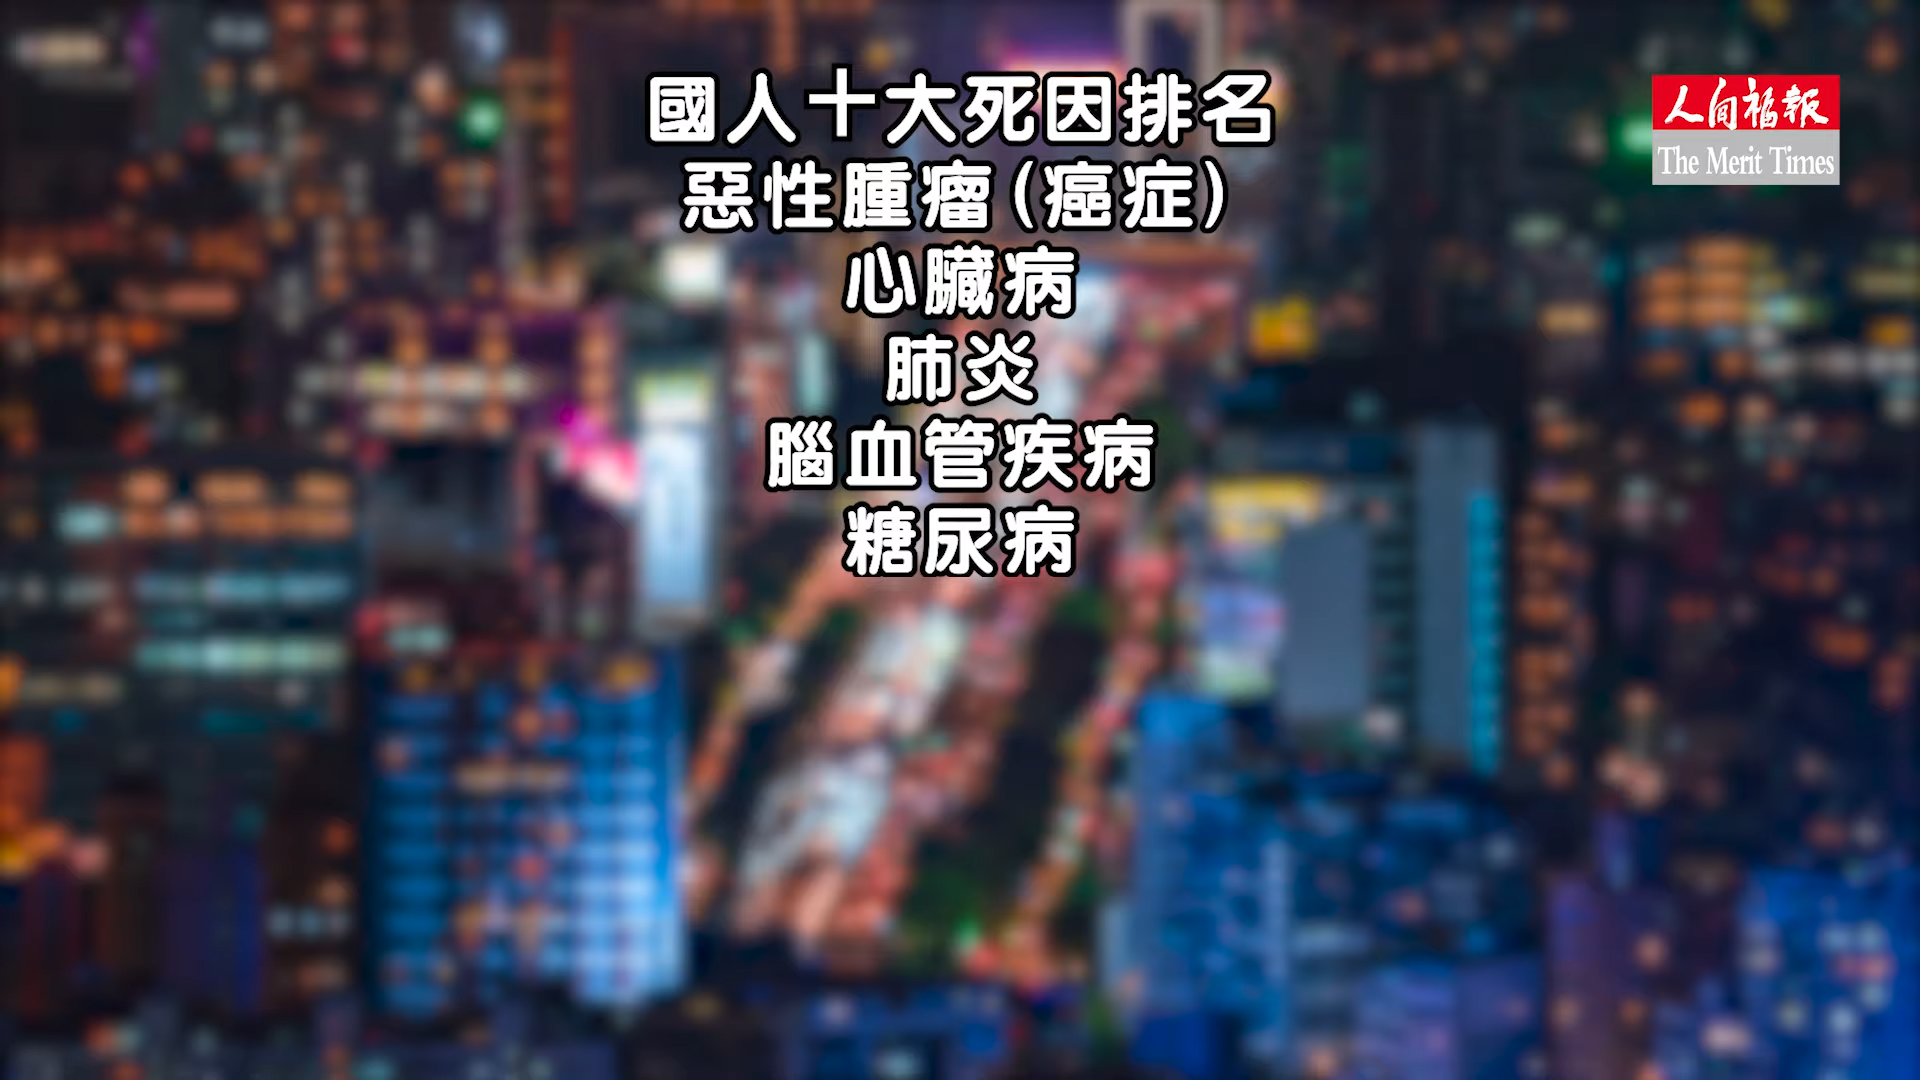 國人十大死因排名
惡性腫瘤(癌症)
心臟病
肺炎
腦血管疾病
糖尿病
人間福報
The Merit Times